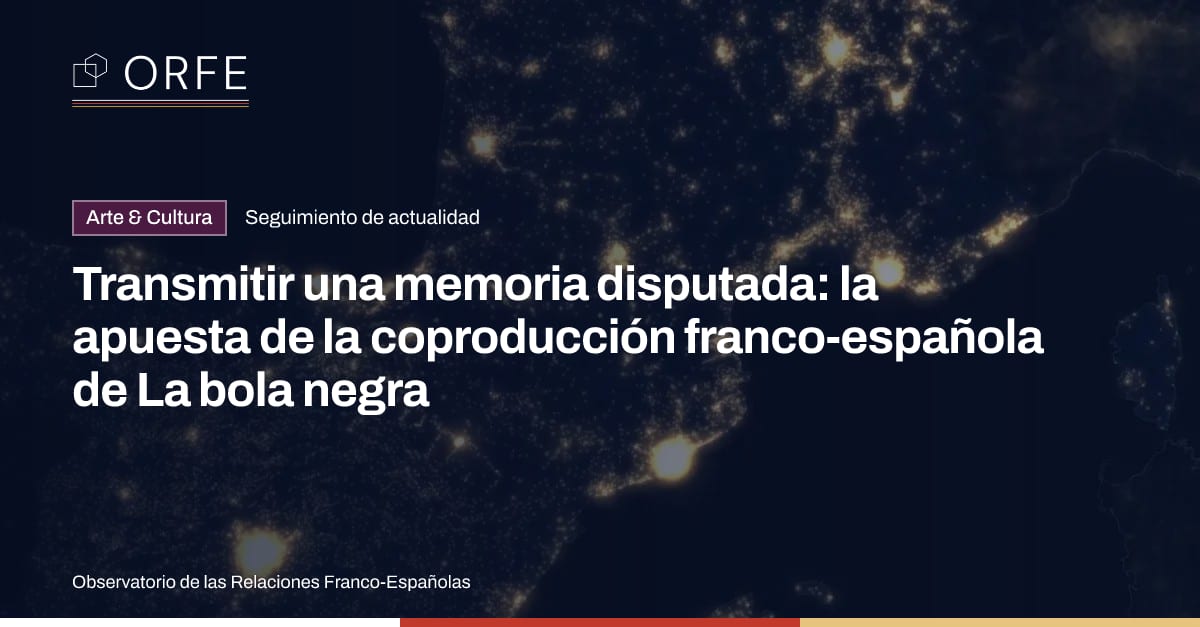 ORFE
Arte & Cultura
Seguimiento de actualidad
Transmitir una memoria disputada: la
apuesta de la coproducción franco-española
de La bola negra
Observatorio de las Relaciones Franco-Españolas